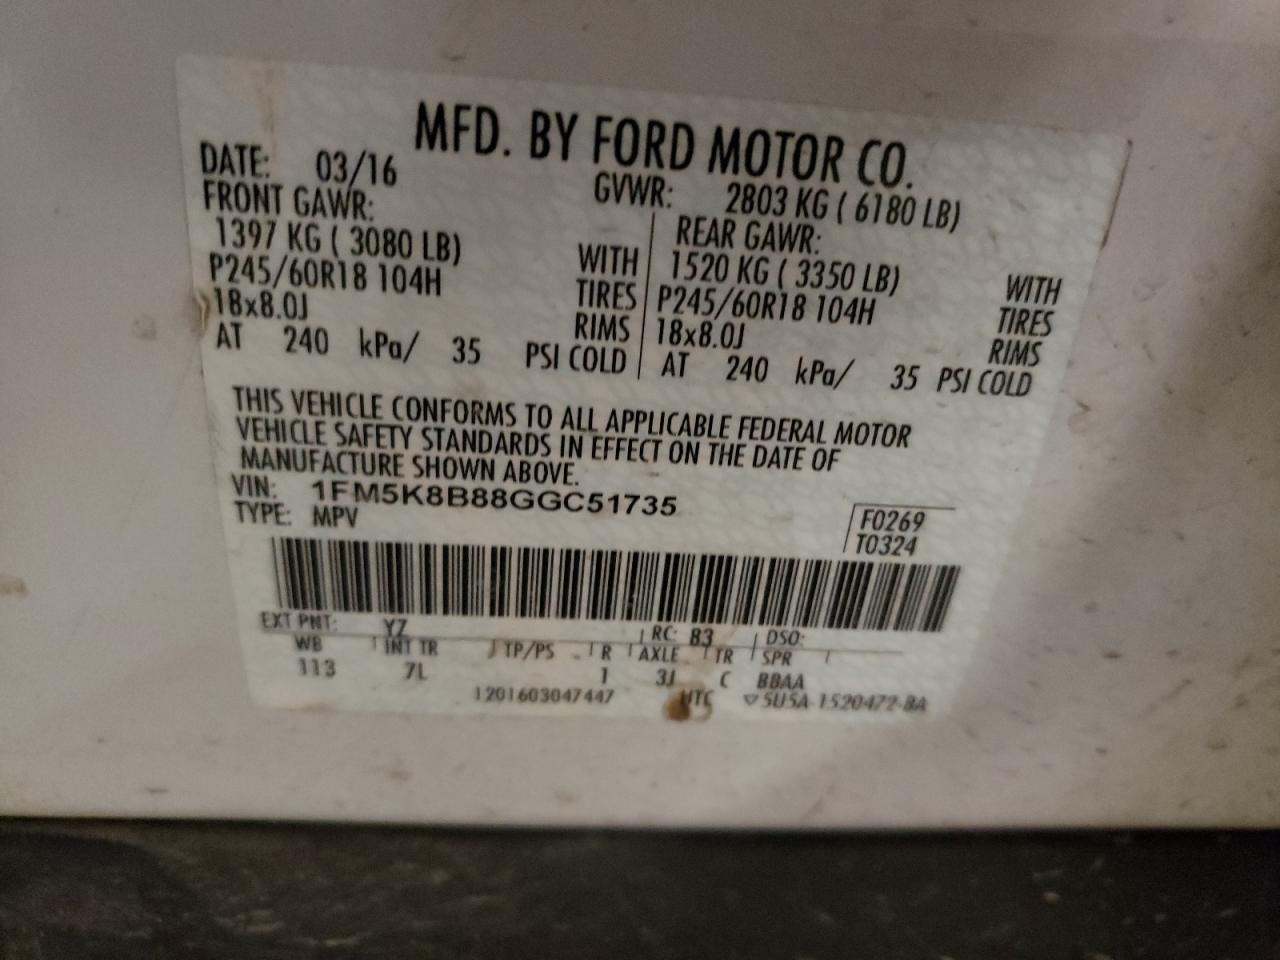 MFD. BY FORD MOTOR CO.
DATE: 03/16 GVWR: 2803 KG ( 6180 LB)
FRONT GAWR: REAR GAWR:
1397 KG ( 3080 LB) WITH 1520 KG ( 3350 LB) WITH
P245/60R18 104H TIRES P245/60R18 104H TIRES
18x8.0J RIMS 18x8.0J RIMS
AT 240 kPa/ 35 PSI COLD AT 240 kPa/ 35 PSI COLD
THIS VEHICLE CONFORMS TO ALL APPLICABLE FEDERAL MOTOR
VEHICLE SAFETY STANDARDS IN EFFECT ON THE DATE OF
MANUFACTURE SHOWN ABOVE.
VIN: 1FM5K8B88GGC51735
TYPE: MPV
F0269
T0324
EXT PNT: YZ RC: 83 DSO:
WB INT TR TP/PS R AXLE TR SPR
113 7L 1 3J C BBAA
1201603047447 UTC ▽5U5A-1520472-BA